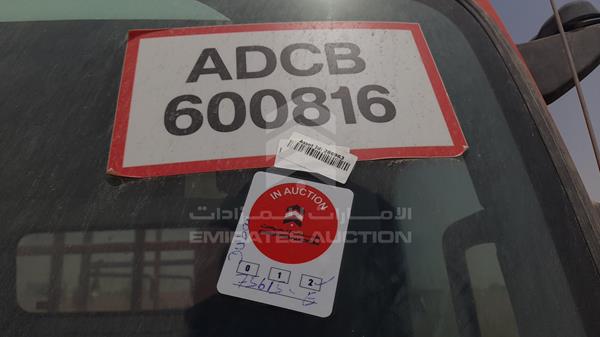 ADCB
600816
IN AUCTION
الإمارات للمزادات
EMIRATES AUCTION
0 1 2